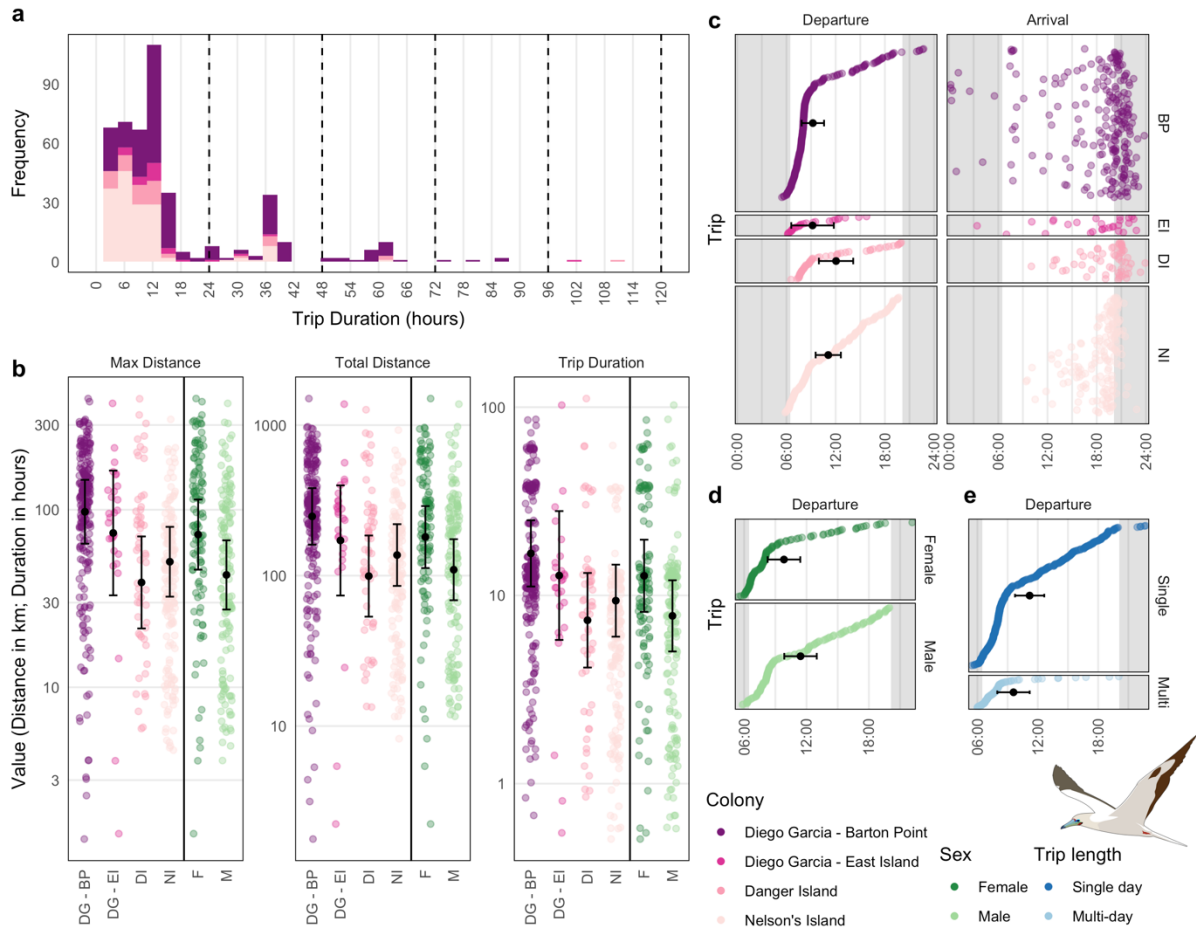 a
Frequency
90
60
30
0
0
6
12
18
24
30
36
42
48
54
60
66
72
78
84
90
96
102
108
114
120
Trip Duration (hours)
b
Value (Distance in km; Duration in hours)
Max Distance
300
100
30
10
3
DG - BP
DG - EI
DI
NI
F
M
Total Distance
1000
100
10
DG - BP
DG - EI
DI
NI
F
M
Trip Duration
100
10
1
DG - BP
DG - EI
DI
NI
F
M
c
Departure
Arrival
Trip
BP
EI
DI
NI
00:00
06:00
12:00
18:00
24:00
00:00
06:00
12:00
18:00
24:00
d
Departure
Trip
Female
Male
06:00
12:00
18:00
e
Departure
Single
Multi
06:00
12:00
18:00
Colony
Diego Garcia - Barton Point
Diego Garcia - East Island
Danger Island
Nelson's Island
Sex
Female
Male
Trip length
Single day
Multi-day